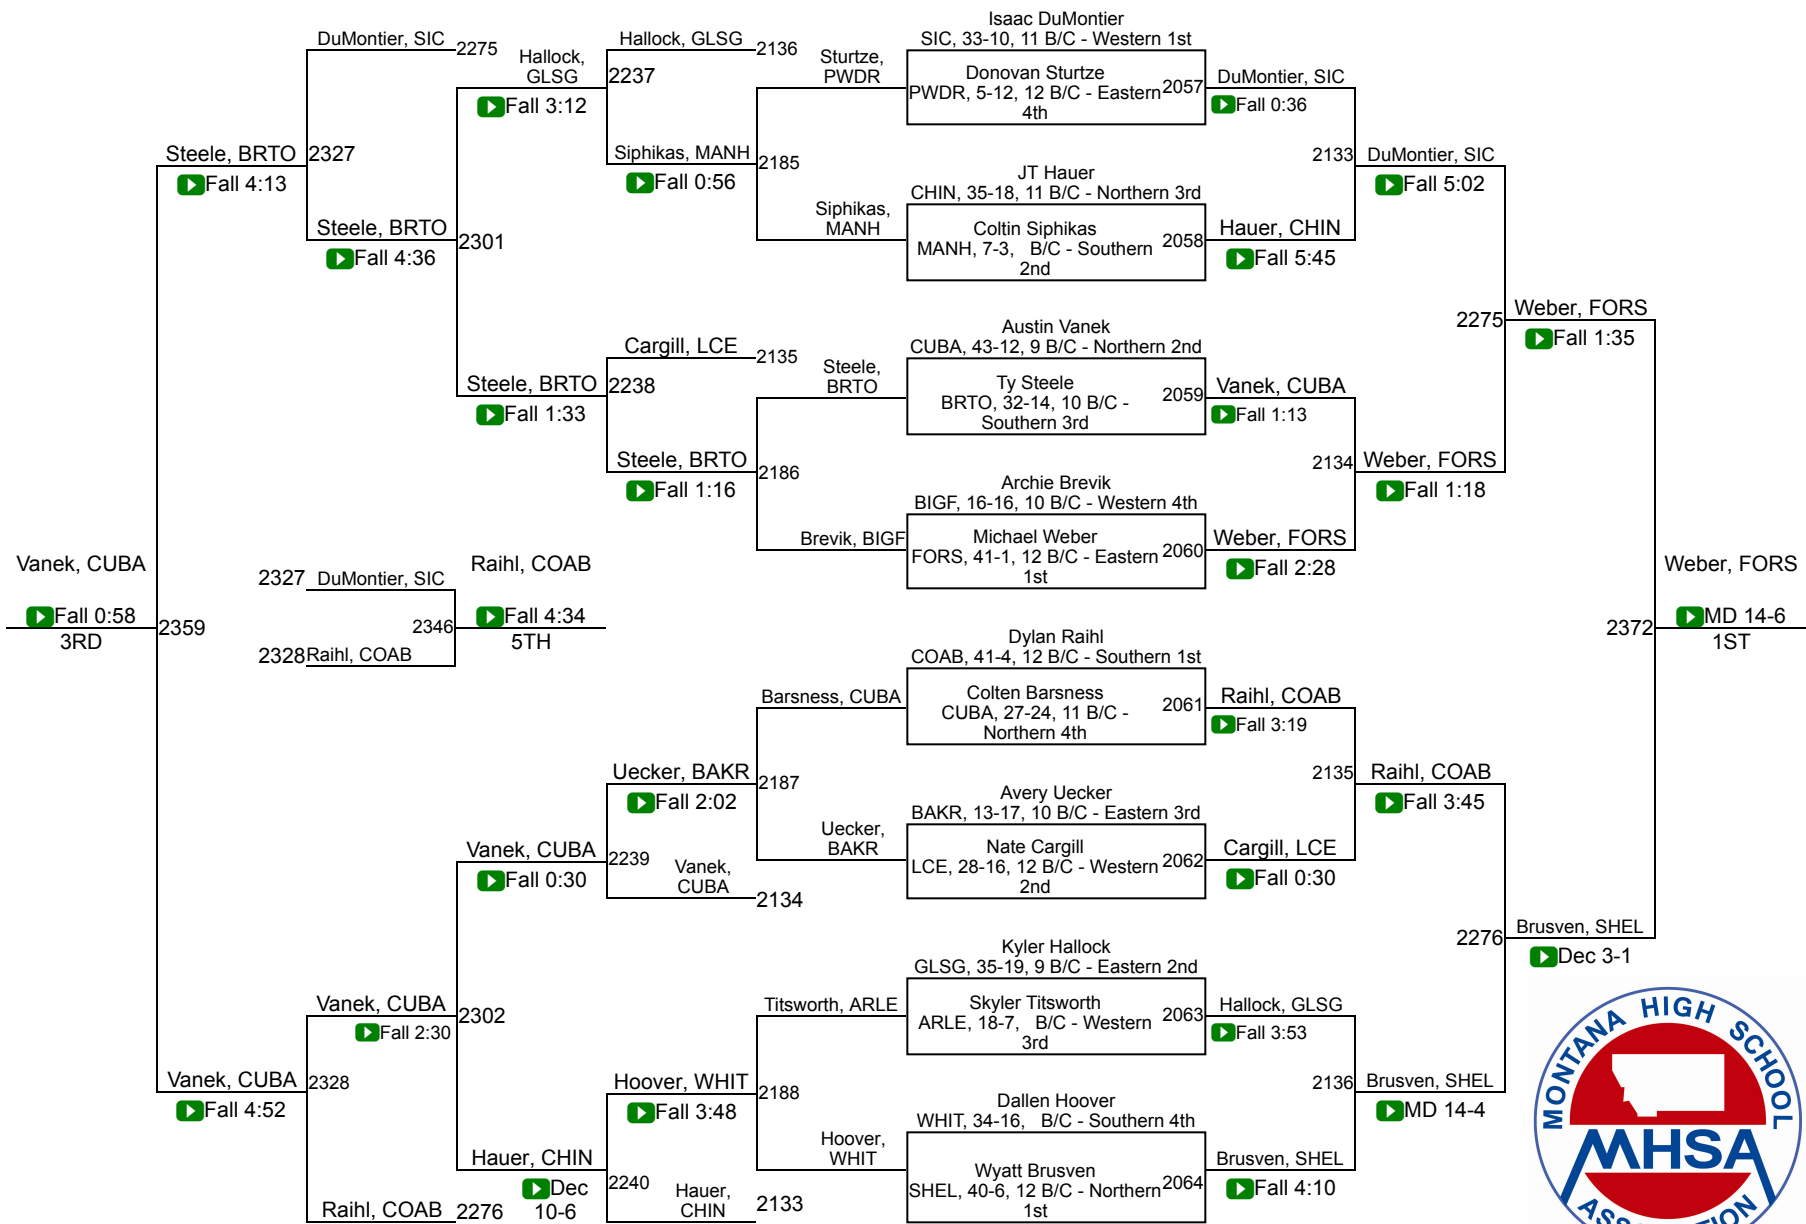 Isaac DuMontier
SIC, 33-10, 11 B/C - Western 1st
Donovan Sturtze
PWDR, 5-12, 12 B/C - Eastern
4th
2057
JT Hauer
CHIN, 35-18, 11 B/C - Northern 3rd
Coltin Siphikas
MANH, 7-3, B/C - Southern
2nd
2058
Austin Vanek
CUBA, 43-12, 9 B/C - Northern 2nd
Ty Steele
BRTO, 32-14, 10 B/C -
Southern 3rd
2059
Archie Brevik
BIGF, 16-16, 10 B/C - Western 4th
Michael Weber
FORS, 41-1, 12 B/C - Eastern
1st
2060
Dylan Raihl
COAB, 41-4, 12 B/C - Southern 1st
Colten Barsness
CUBA, 27-24, 11 B/C -
Northern 4th
2061
Avery Uecker
BAKR, 13-17, 10 B/C - Eastern 3rd
Nate Cargill
LCE, 28-16, 12 B/C - Western
2nd
2062
Kyler Hallock
GLSG, 35-19, 9 B/C - Eastern 2nd
Skyler Titsworth
ARLE, 18-7, B/C - Western
3rd
2063
Dallen Hoover
WHIT, 34-16, B/C - Southern 4th
Wyatt Brusven
SHEL, 40-6, 12 B/C - Northern
1st
2064
DuMontier, SIC
Fall 0:36
Hauer, CHIN
Fall 5:45
Vanek, CUBA
Fall 1:13
Weber, FORS
Fall 2:28
Raihl, COAB
Fall 3:19
Cargill, LCE
Fall 0:30
Hallock, GLSG
Fall 3:53
Brusven, SHEL
Fall 4:10
2133
DuMontier, SIC
Fall 5:02
2134
Weber, FORS
Fall 1:18
2135
Raihl, COAB
Fall 3:45
2136
Brusven, SHEL
MD 14-4
2275
Weber, FORS
Fall 1:35
2276
Brusven, SHEL
Dec 3-1
2372
Weber, FORS
MD 14-6
1ST
Sturtze,
PWDR
Siphikas,
MANH
Steele,
BRTO
Brevik, BIGF
Barsness, CUBA
Uecker,
BAKR
Titsworth, ARLE
Hoover,
WHIT
Hallock, GLSG
2136
Siphikas, MANH
2185
Fall 0:56
Cargill, LCE
2135
Steele, BRTO
2186
Fall 1:16
Uecker, BAKR
2187
Fall 2:02
Vanek,
CUBA
2134
Hoover, WHIT
2188
Fall 3:48
Hauer,
CHIN
2133
Hallock,
GLSG
2237
Fall 3:12
Steele, BRTO
2238
Fall 1:33
Vanek, CUBA
2239
Fall 0:30
Hauer, CHIN
2240
Dec
10-6
DuMontier, SIC
2275
Steele, BRTO
2301
Fall 4:36
Vanek, CUBA
2302
Fall 2:30
Raihl, COAB
2276
Steele, BRTO
2327
Fall 4:13
Vanek, CUBA
2328
Fall 4:52
Vanek, CUBA
Fall 0:58
2359
3RD
2327
DuMontier, SIC
2328
Raihl, COAB
2346
Raihl, COAB
Fall 4:34
5TH
MONTANA HIGH SCHOOL
MHSA